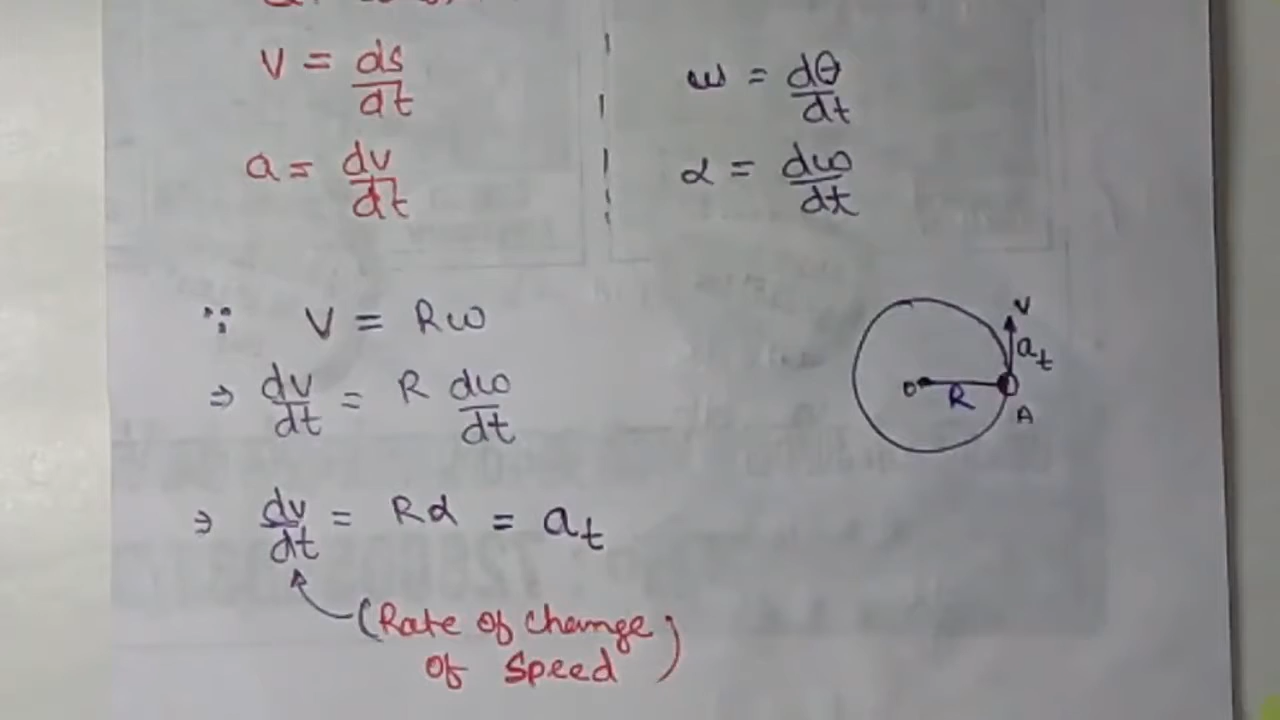 V = ds/dt
ω = dθ/dt
a = dv/dt
α = dω/dt
∵ V = Rω
⇒ dv/dt = R dω/dt
V
at
O R
A
⇒ dv/dt = Rα = at
(Rate of change
of Speed)